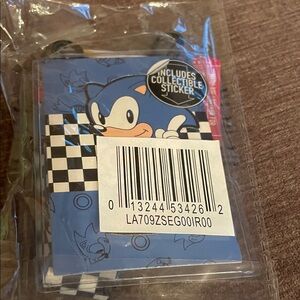 INCLUDES
COLLECTIBLE
STICKER
0 13244 53426 2
LA709ZSEG00IR00